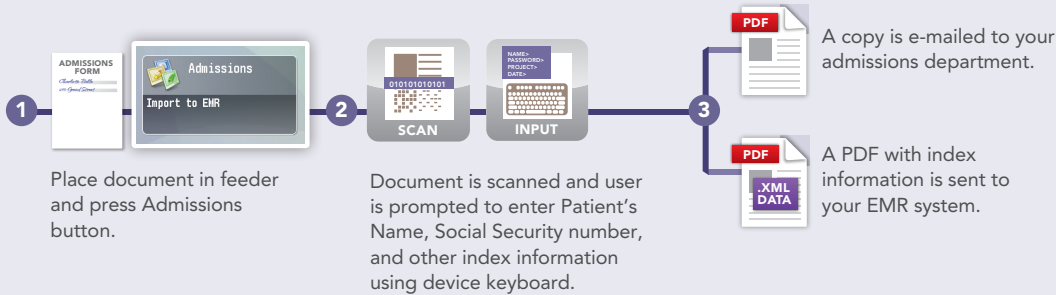 1
ADMISSIONS
FORM
Charlotte Webb
Admissions
Import to EMR
Place document in feeder
and press Admissions
button.
2
010101010101
SCAN
NAME>
PASSWORD>
PROJECT>
DATE>
INPUT
Document is scanned and user
is prompted to enter Patient’s
Name, Social Security number,
and other index information
using device keyboard.
3
PDF
A copy is e-mailed to your
admissions department.
PDF
.XML
DATA
A PDF with index
information is sent to
your EMR system.